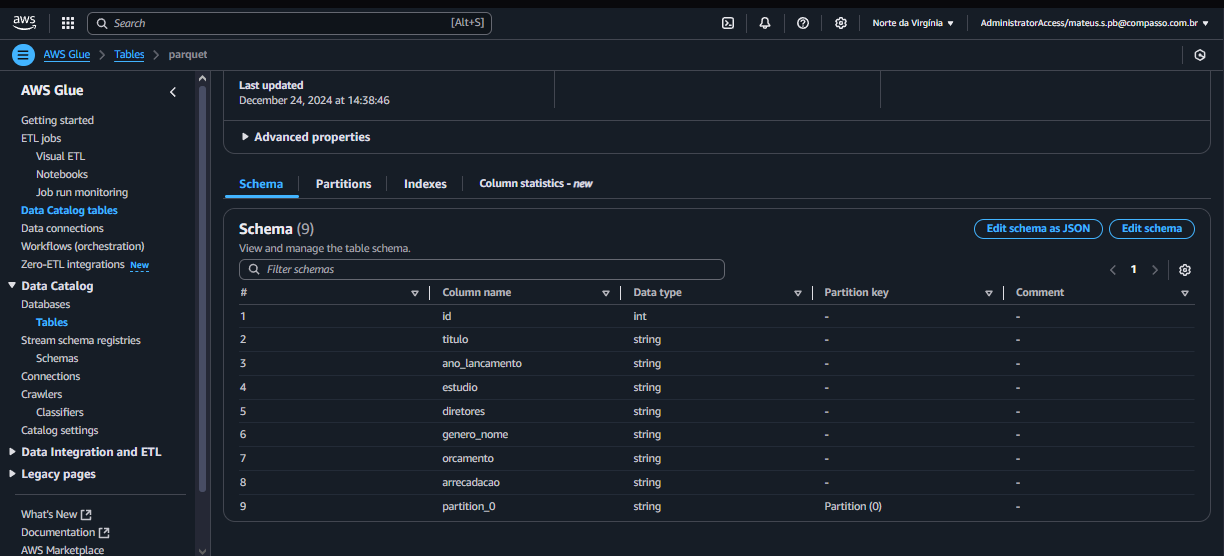 aws
Search [Alt+S]
Norte da Virgínia
AdministratorAccess/mateus.s.pb@compasso.com.br
AWS Glue
Tables
parquet
AWS Glue
Getting started
ETL jobs
Visual ETL
Notebooks
Job run monitoring
Data Catalog tables
Data connections
Workflows (orchestration)
Zero-ETL integrations New
Data Catalog
Databases
Tables
Stream schema registries
Schemas
Connections
Crawlers
Classifiers
Catalog settings
Data Integration and ETL
Legacy pages
What's New
Documentation
AWS Marketplace
Last updated
December 24, 2024 at 14:38:46
Advanced properties
Schema Partitions Indexes Column statistics - new
Schema (9)
Edit schema as JSON Edit schema
View and manage the table schema.
Filter schemas
1
# Column name Data type Partition key Comment
1 id int - -
2 titulo string - -
3 ano_lancamento string - -
4 estudio string - -
5 diretores string - -
6 genero_nome string - -
7 orcamento string - -
8 arrecadacao string - -
9 partition_0 string Partition (0) -